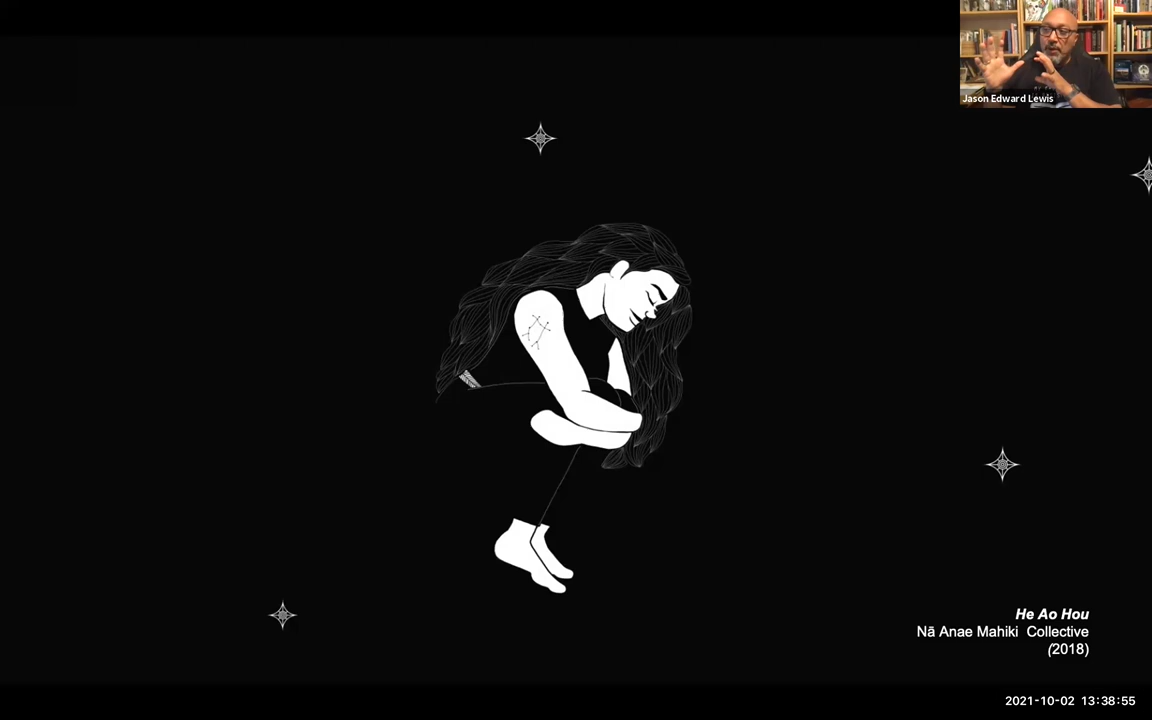 Jason Edward Lewis
He Ao Hou
Nā Anae Mahiki Collective
(2018)
2021-10-02 13:38:55